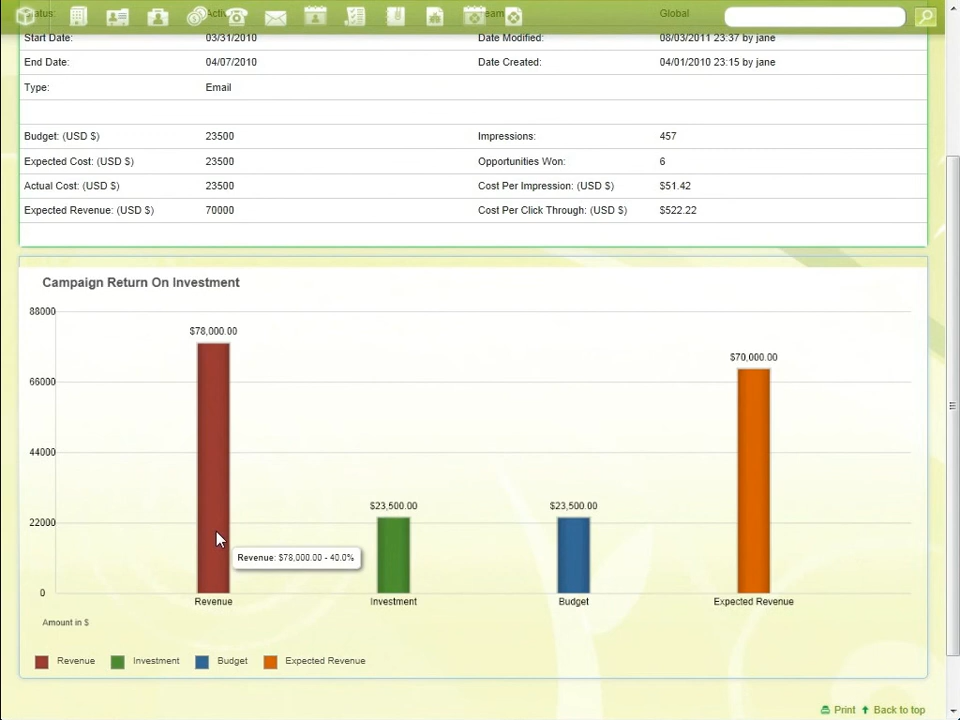 Status: Active Team: Global
Start Date: 03/31/2010 Date Modified: 08/03/2011 23:37 by jane
End Date: 04/07/2010 Date Created: 04/01/2010 23:15 by jane
Type: Email
Budget: (USD $) 23500 Impressions: 457
Expected Cost: (USD $) 23500 Opportunities Won: 6
Actual Cost: (USD $) 23500 Cost Per Impression: (USD $) $51.42
Expected Revenue: (USD $) 70000 Cost Per Click Through: (USD $) $522.22
Campaign Return On Investment
88000
$78,000.00
$70,000.00
66000
44000
$23,500.00 $23,500.00
22000
Revenue: $78,000.00 - 40.0%
0
Revenue Investment Budget Expected Revenue
Amount in $
Revenue Investment Budget Expected Revenue
Print Back to top